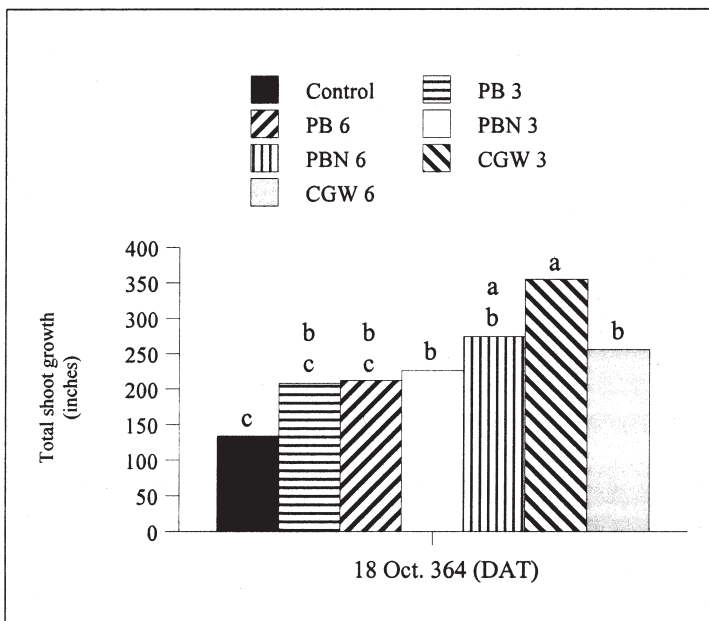 Control PB 3
PB 6 PBN 3
PBN 6 CGW 3
CGW 6
Total shoot growth
(inches)
400
350
300
250
200
150
100
50
0
c
b
c
b
c
b
a
b
a
b
18 Oct. 364 (DAT)